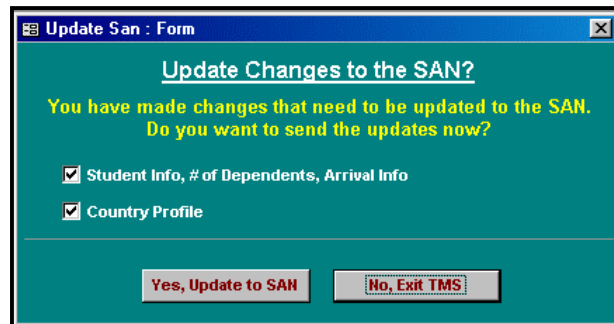 Update San : Form
Update Changes to the SAN?
You have made changes that need to be updated to the SAN.
Do you want to send the updates now?
Student Info, # of Dependents, Arrival Info
Country Profile
Yes, Update to SAN
No, Exit TMS